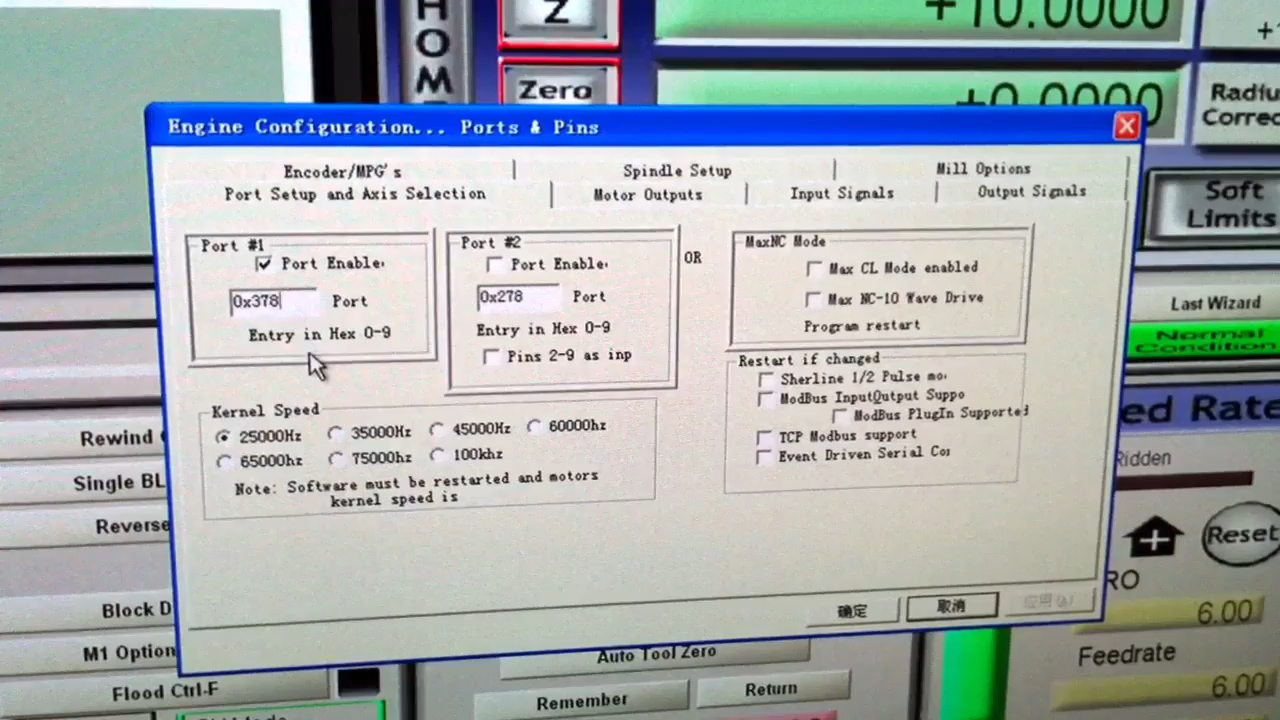 HOM
Z
+10.0000
Zero
+0.0000
Radiu
Correc
Soft
Limits
Last Wizard
Normal
Condition
ed Rate
Ridden
Reset
RO
6.00
Feedrate
6.00
Rewind
Single BL
Reverse
Block D
M1 Option
Flood Ctrl-F
Auto Tool Zero
Remember
Return
Engine Configuration... Ports & Pins
Encoder/MPG's
Spindle Setup
Mill Options
Port Setup and Axis Selection
Motor Outputs
Input Signals
Output Signals
Port #1
Port Enable
0x378 Port
Entry in Hex 0-9
Port #2
Port Enable
0x278 Port
Entry in Hex 0-9
Pins 2-9 as inp
OR
MaxNC Mode
Max CL Mode enabled
Max NC-10 Wave Drive
Program restart
Restart if changed
Sherline 1/2 Pulse mo
ModBus InputOutput Suppo
ModBus PlugIn Supported
TCP Modbus support
Event Driven Serial Co
Kernel Speed
25000Hz 35000Hz 45000Hz 60000hz
65000hz 75000hz 100khz
Note: Software must be restarted and motors
kernel speed is
确定
取消
应用(A)